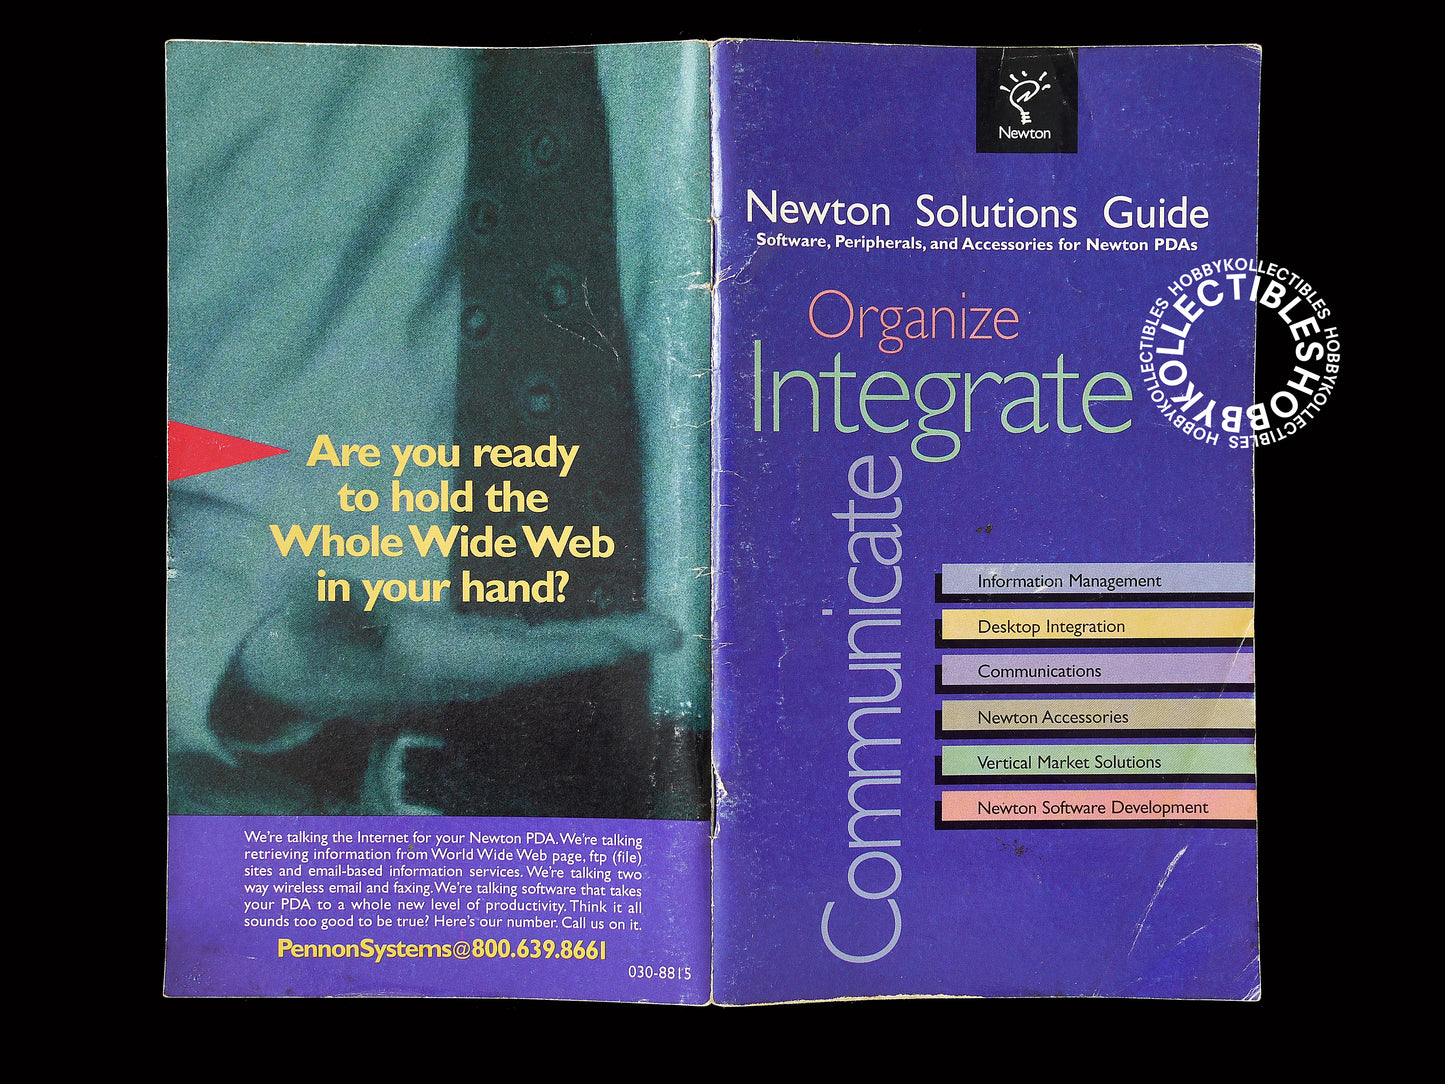 Are you ready
to hold the
Whole Wide Web
in your hand?
We're talking the Internet for your Newton PDA. We're talking
retrieving information from World Wide Web page, ftp (file)
sites and email-based information services. We're talking two
way wireless email and faxing. We're talking software that takes
your PDA to a whole new level of productivity. Think it all
sounds too good to be true? Here's our number. Call us on it.
PennonSystems@800.639.8661
030-8815
Newton
Newton Solutions Guide
Software, Peripherals, and Accessories for Newton PDAs
Organize
Integrate
Communicate
Information Management
Desktop Integration
Communications
Newton Accessories
Vertical Market Solutions
Newton Software Development
HOBBYKOLLECTIBLES HOBBYKOLLECTIBLES HOBBYKOLLECTIBLES
HOBBYKOLLECTIBLES